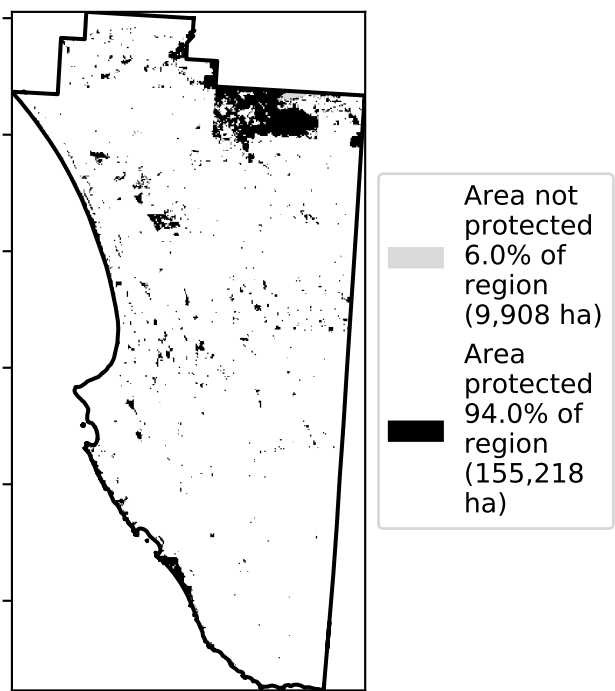 Area not
protected
6.0% of
region
(9,908 ha)
Area
protected
94.0% of
region
(155,218
ha)